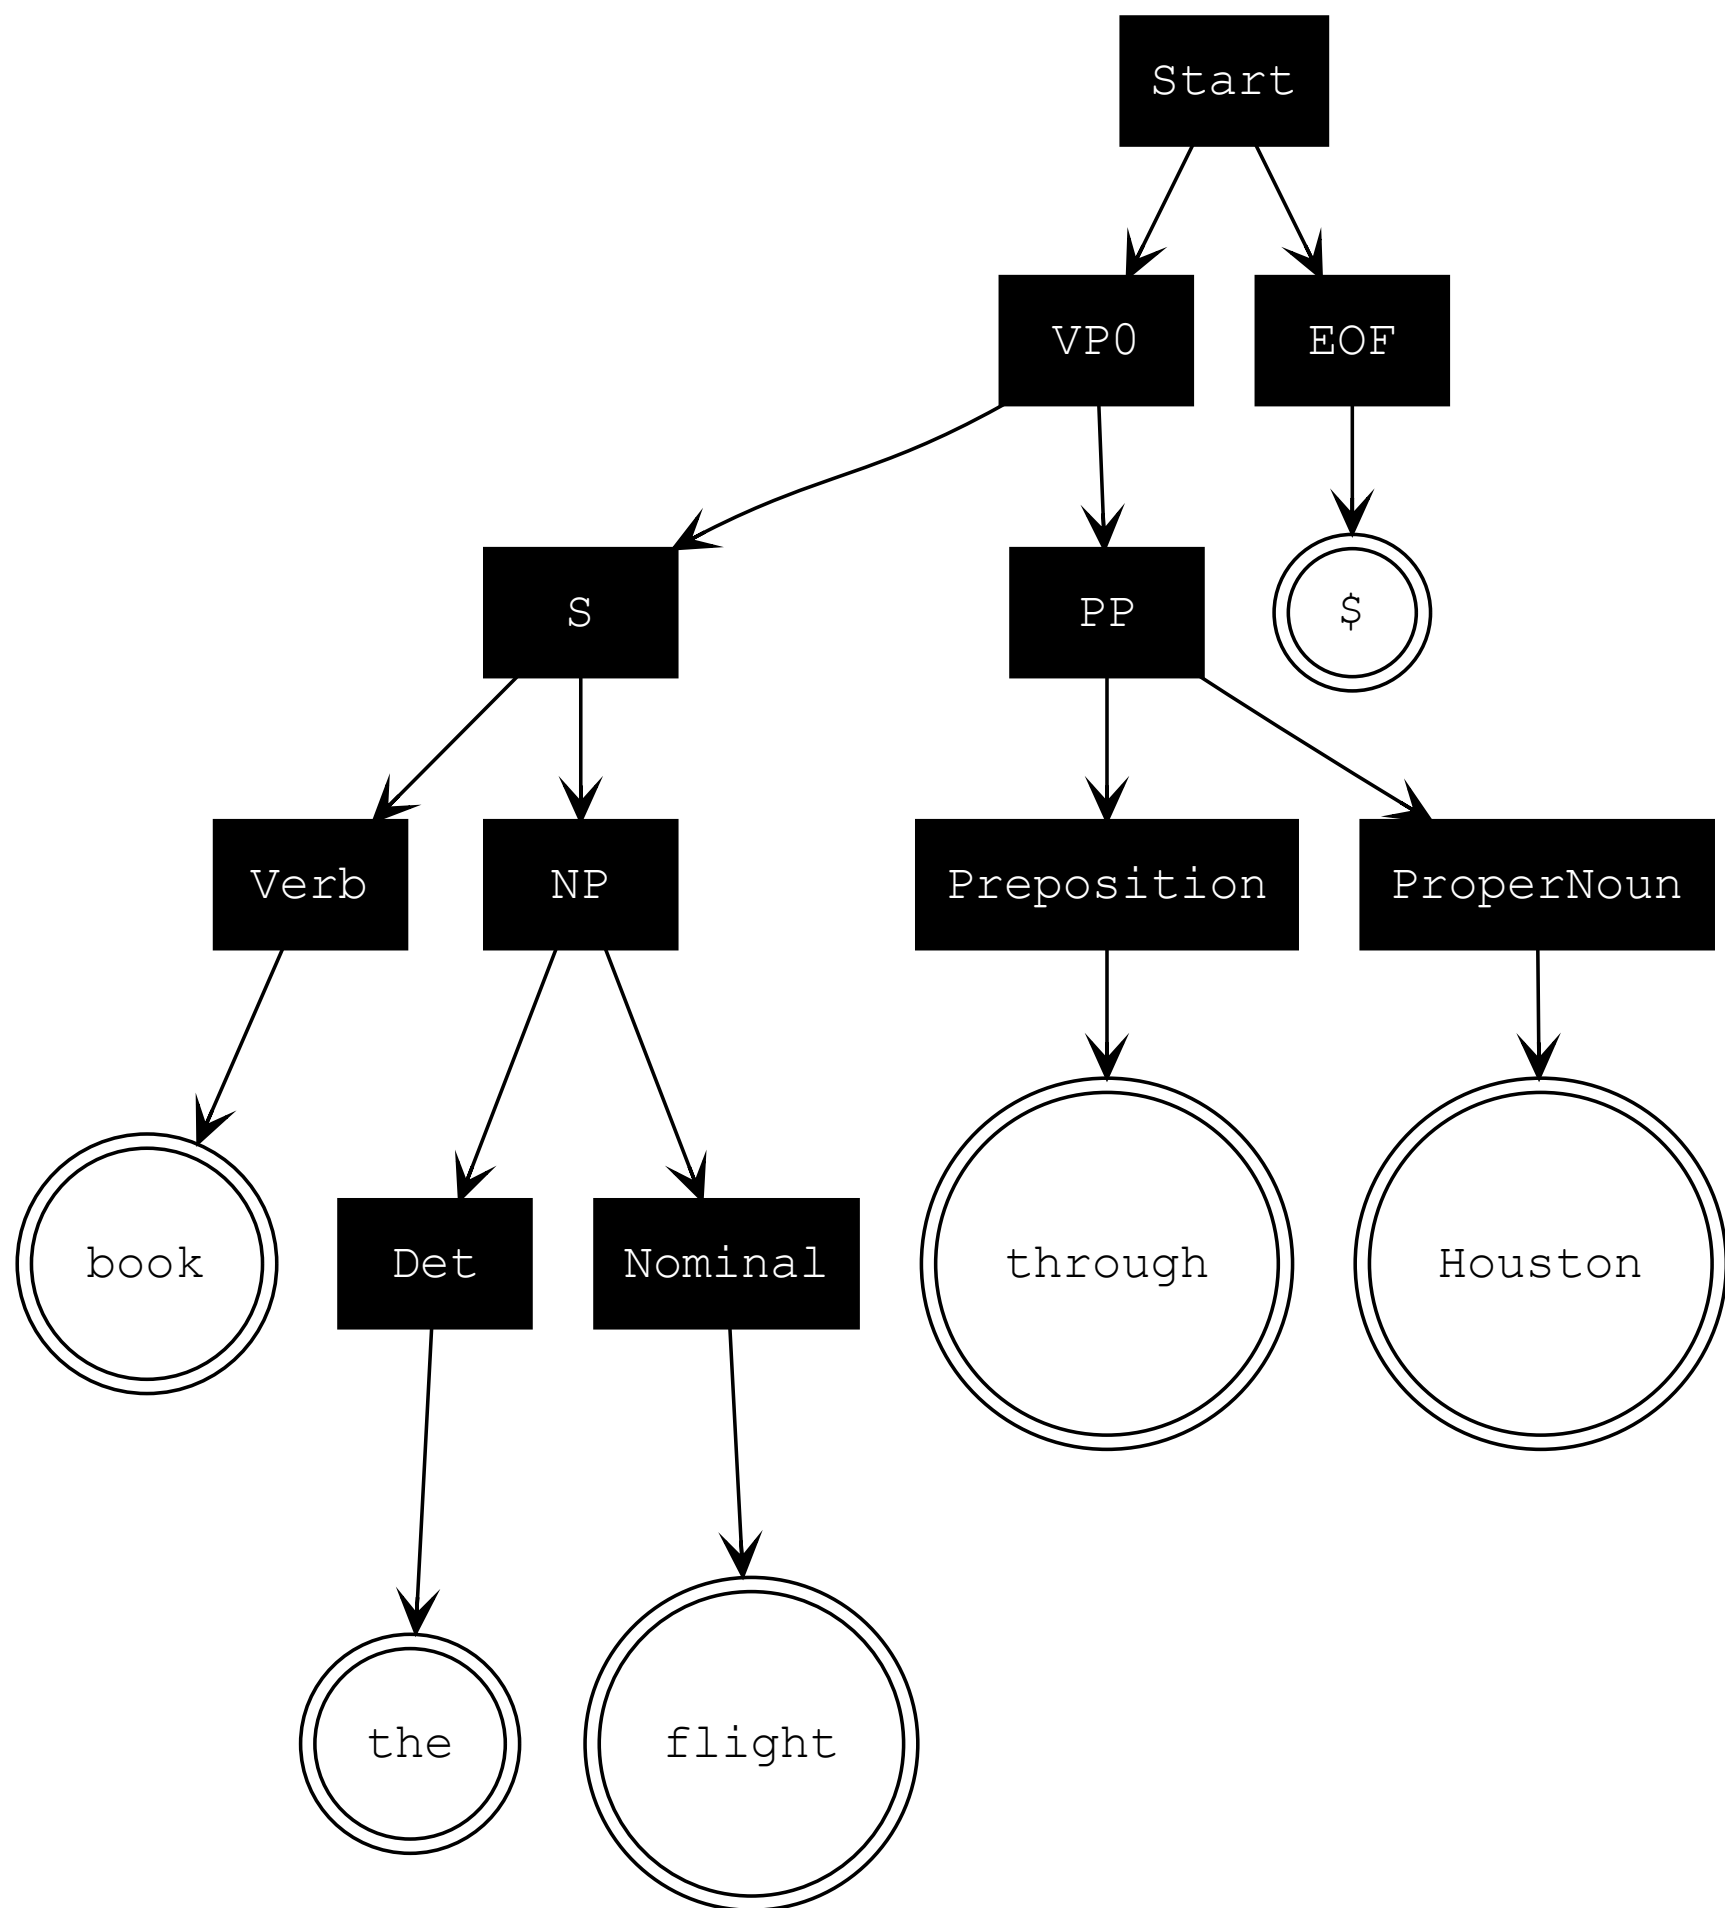 Start
VP0
EOF
S
PP
$
Verb
NP
Preposition
ProperNoun
book
Det
Nominal
through
Houston
the
flight